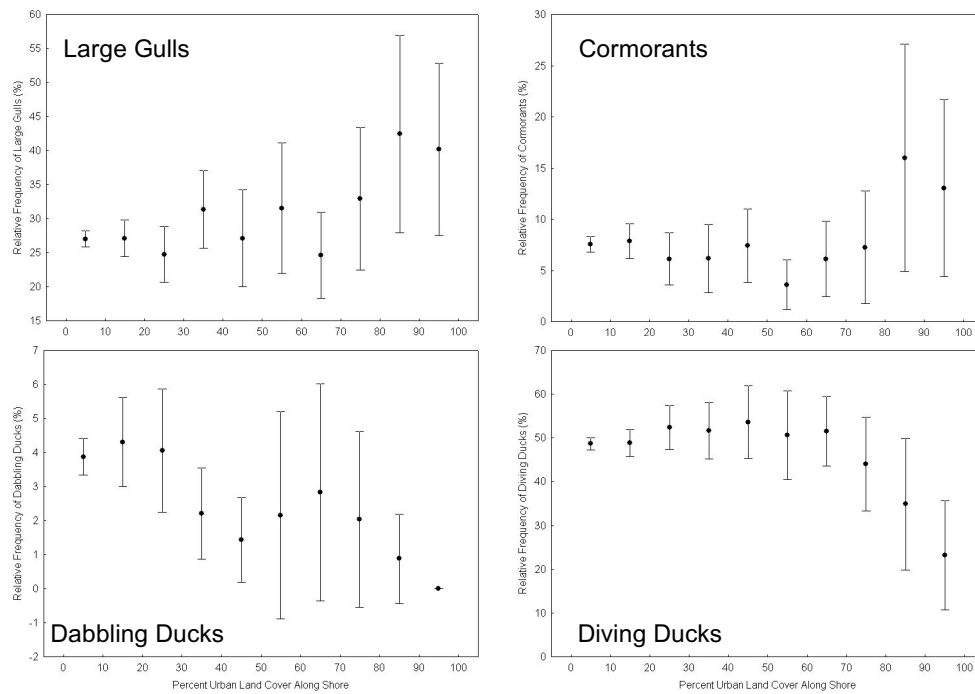 Large Gulls
Relative Frequency of Large Gulls (%)
60
55
50
45
40
35
30
25
20
15
0 10 20 30 40 50 60 70 80 90 100
Cormorants
Relative Frequency of Cormorants (%)
30
25
20
15
10
5
0
0 10 20 30 40 50 60 70 80 90 100
Relative Frequency of Dabbling Ducks (%)
7
6
5
4
3
2
1
0
-1
-2
Dabbling Ducks
0 10 20 30 40 50 60 70 80 90 100
Percent Urban Land Cover Along Shore
Relative Frequency of Diving Ducks (%)
70
60
50
40
30
20
10
0
Diving Ducks
0 10 20 30 40 50 60 70 80 90 100
Percent Urban Land Cover Along Shore